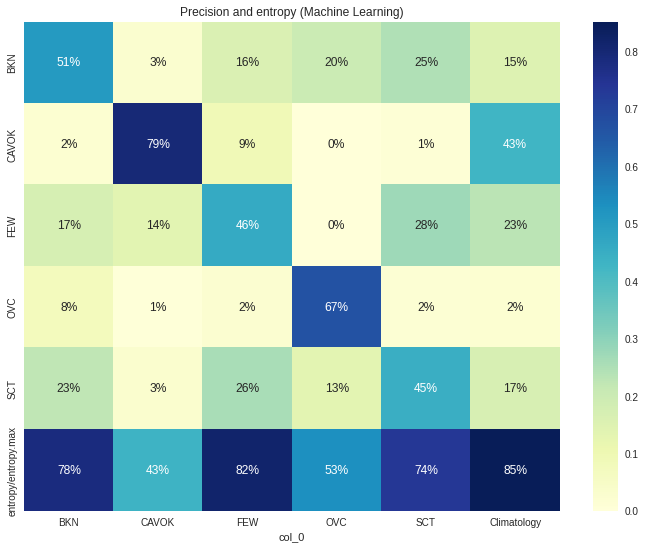 Precision and entropy (Machine Learning)
BKN 51% 3% 16% 20% 25% 15%
CAVOK 2% 79% 9% 0% 1% 43%
FEW 17% 14% 46% 0% 28% 23%
OVC 8% 1% 2% 67% 2% 2%
SCT 23% 3% 26% 13% 45% 17%
entropy/entropy.max 78% 43% 82% 53% 74% 85%
BKN CAVOK FEW OVC SCT Climatology
col_0
0.8
0.7
0.6
0.5
0.4
0.3
0.2
0.1
0.0